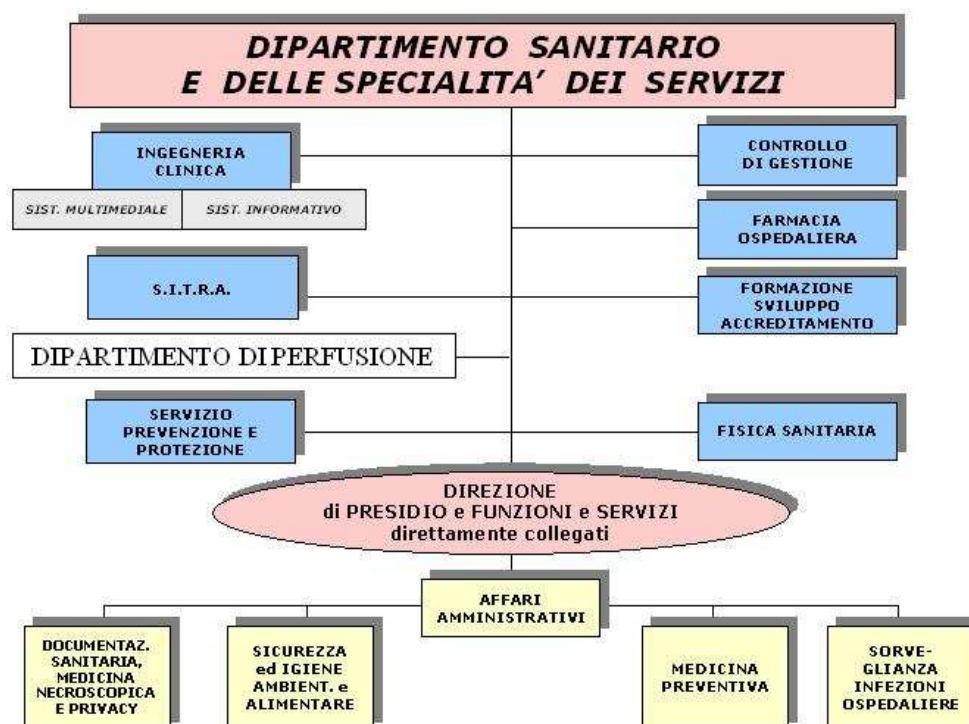 DIPARTIMENTO SANITARIO
E DELLE SPECIALITA’ DEI SERVIZI
INGEGNERIA
CLINICA
SIST. MULTIMEDIALE
SIST. INFORMATIVO
CONTROLLO
DI GESTIONE
FARMACIA
OSPEDALIERA
S.I.T.R.A.
FORMAZIONE
SVILUPPO
ACCREDITAMENTO
DIPARTIMENTO DI PERFUSIONE
SERVIZIO
PREVENZIONE E
PROTEZIONE
FISICA SANITARIA
DIREZIONE
di PRESIDIO e FUNZIONI e SERVIZI
direttamente collegati
AFFARI
AMMINISTRATIVI
DOCUMENTAZ.
SANITARIA,
MEDICINA
NECROSCOPICA
E PRIVACY
SICUREZZA
ed IGIENE
AMBIENT. e
ALIMENTARE
MEDICINA
PREVENTIVA
SORVE-
GLIANZA
INFEZIONI
OSPEDALIERE